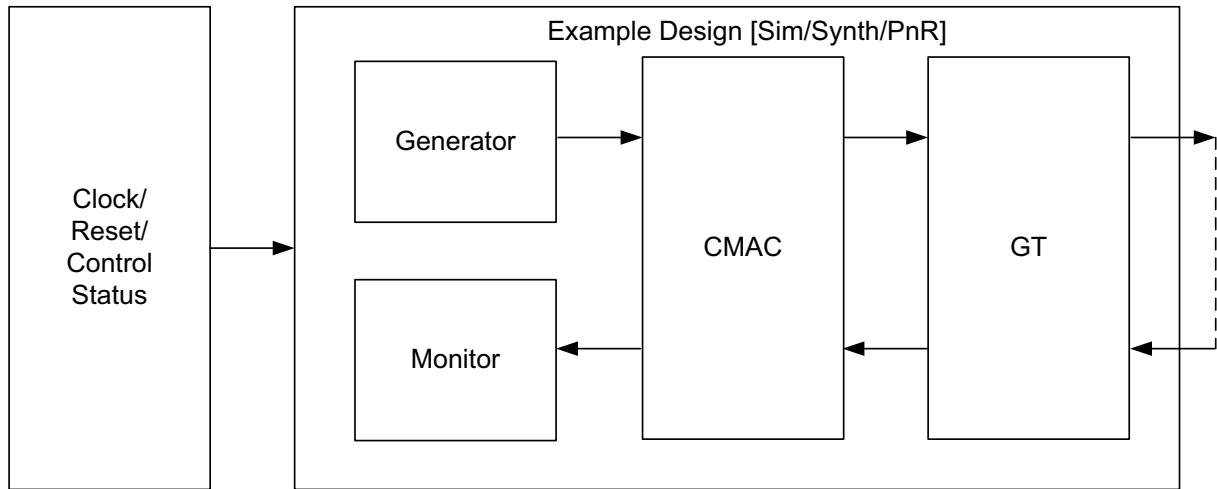 Example Design [Sim/Synth/PnR]
Clock/
Reset/
Control
Status
Generator
Monitor
CMAC
GT